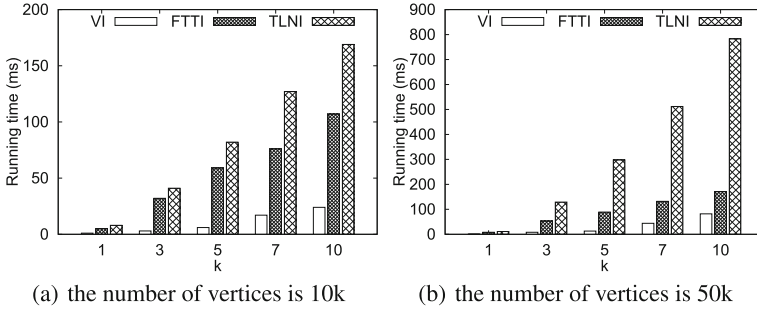 VI FTTI TLNI
Running time (ms)
200
150
100
50
0
1 3 5 7 10
k
(a) the number of vertices is 10k
VI FTTI TLNI
Running time (ms)
900
800
700
600
500
400
300
200
100
0
1 3 5 7 10
k
(b) the number of vertices is 50k